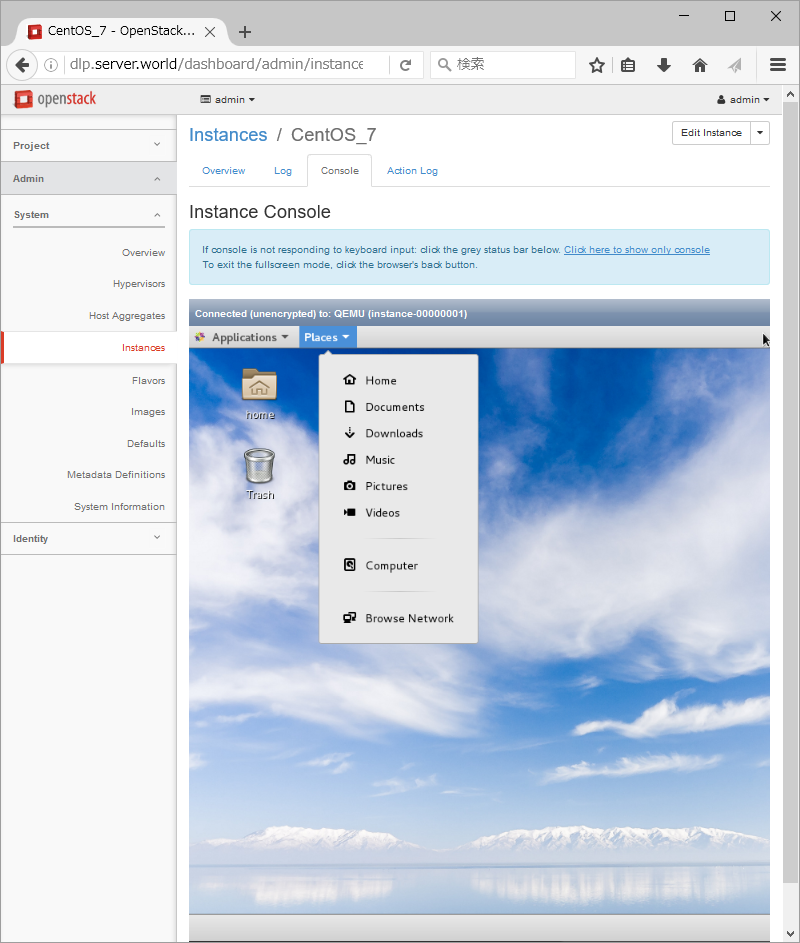 CentOS_7 - OpenStack...
dlp.server.world/dashboard/admin/instance
検索
openstack
admin
admin
Project
Admin
System
Overview
Hypervisors
Host Aggregates
Instances
Flavors
Images
Defaults
Metadata Definitions
System Information
Identity
Instances / CentOS_7
Edit Instance
Overview Log Console Action Log
Instance Console
If console is not responding to keyboard input: click the grey status bar below. Click here to show only console
To exit the fullscreen mode, click the browser's back button.
Connected (unencrypted) to: QEMU (instance-00000001)
Applications Places
home
Trash
Home
Documents
Downloads
Music
Pictures
Videos
Computer
Browse Network